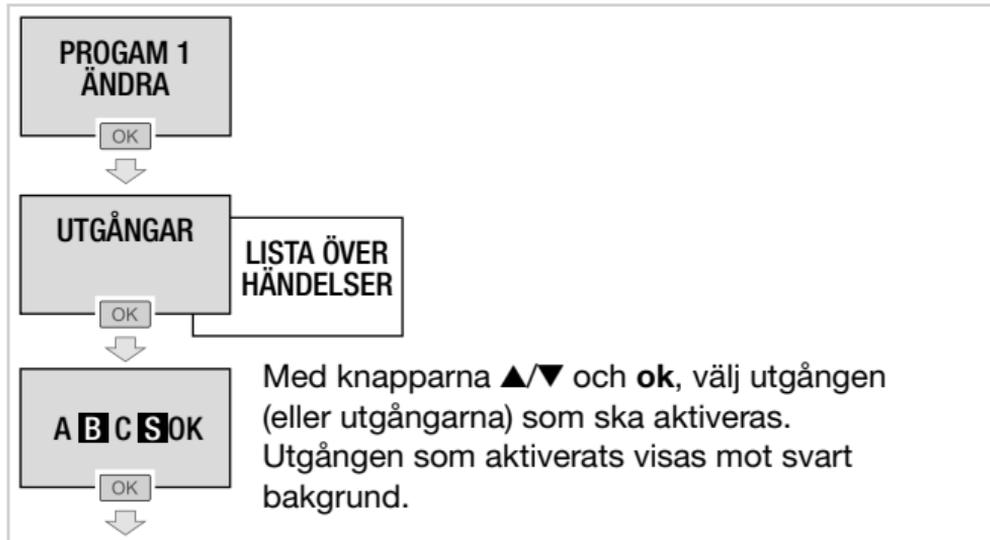 PROGAM 1
ÄNDRA
OK
UTGÅNGAR
LISTA ÖVER
HÄNDELSER
OK
A B C S OK
Med knapparna ▲/▼ och ok, välj utgången
(eller utgångarna) som ska aktiveras.
Utgången som aktiverats visas mot svart
bakgrund.
OK